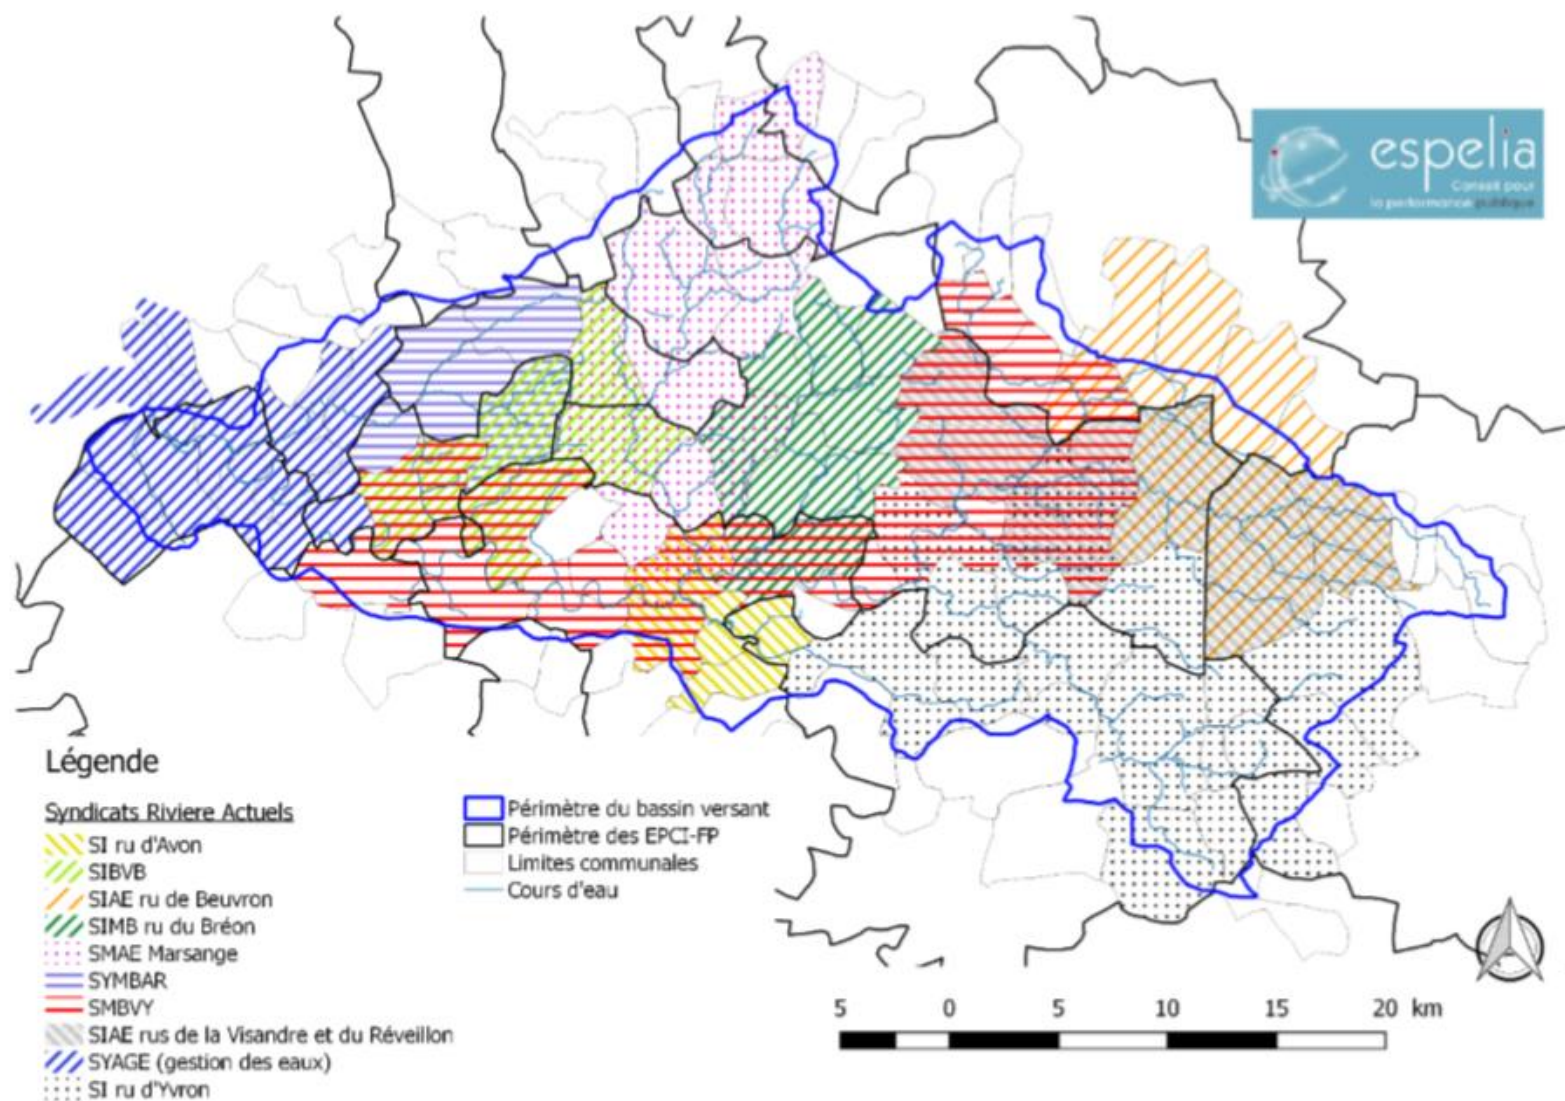 espelia
Conseil pour
la performance publique
Légende
Syndicats Riviere Actuels
SI ru d'Avon
SIBVB
SIAE ru de Beuvron
SIMB ru du Bréon
SMAE Marsange
SYMBAR
SMBVY
SIAE rus de la Visandre et du Réveillon
SYAGE (gestion des eaux)
SI ru d'Yvron
Périmètre du bassin versant
Périmètre des EPCI-FP
Limites communales
Cours d'eau
5 0 5 10 15 20 km